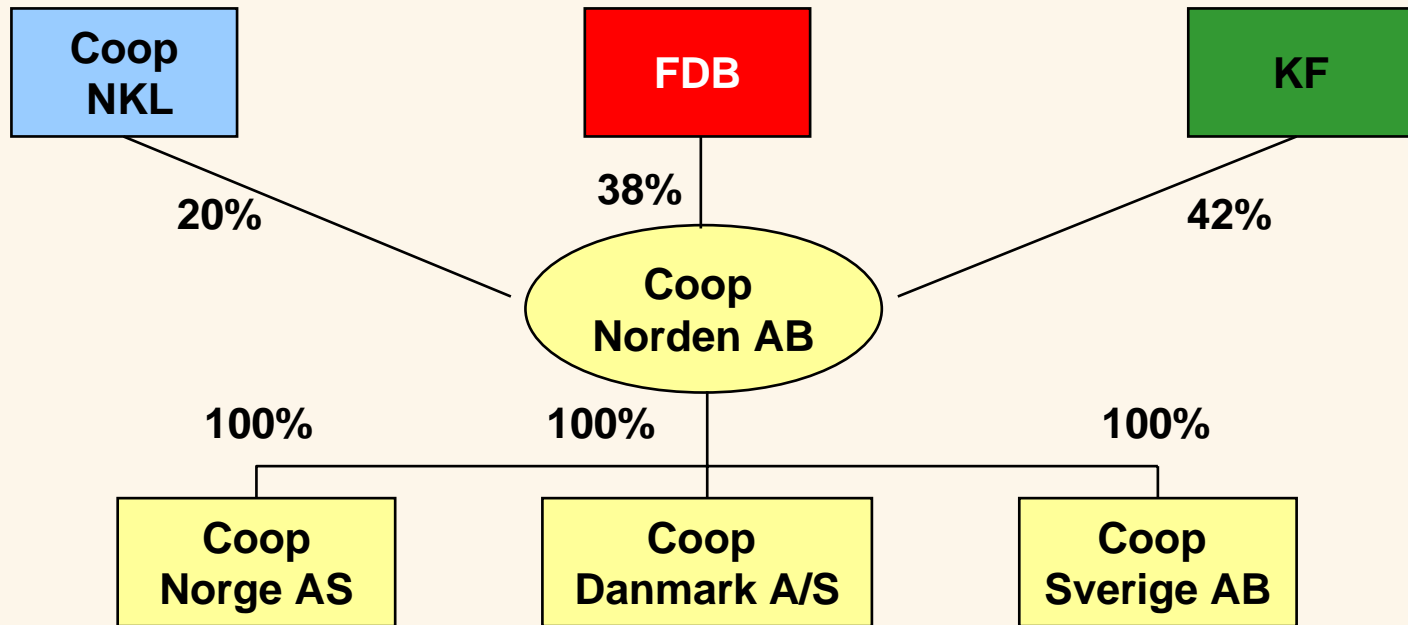 Coop
NKL
FDB
KF
20%
38%
42%
Coop
Norden AB
100%
100%
100%
Coop
Norge AS
Coop
Danmark A/S
Coop
Sverige AB